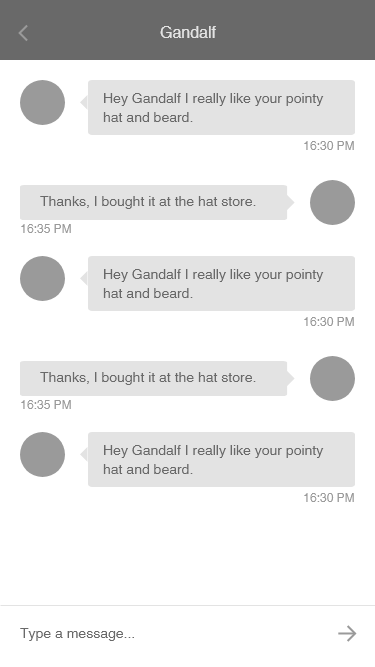 Gandalf
Hey Gandalf I really like your pointy
hat and beard.
16:30 PM
Thanks, I bought it at the hat store.
16:35 PM
Hey Gandalf I really like your pointy
hat and beard.
16:30 PM
Thanks, I bought it at the hat store.
16:35 PM
Hey Gandalf I really like your pointy
hat and beard.
16:30 PM
Type a message...